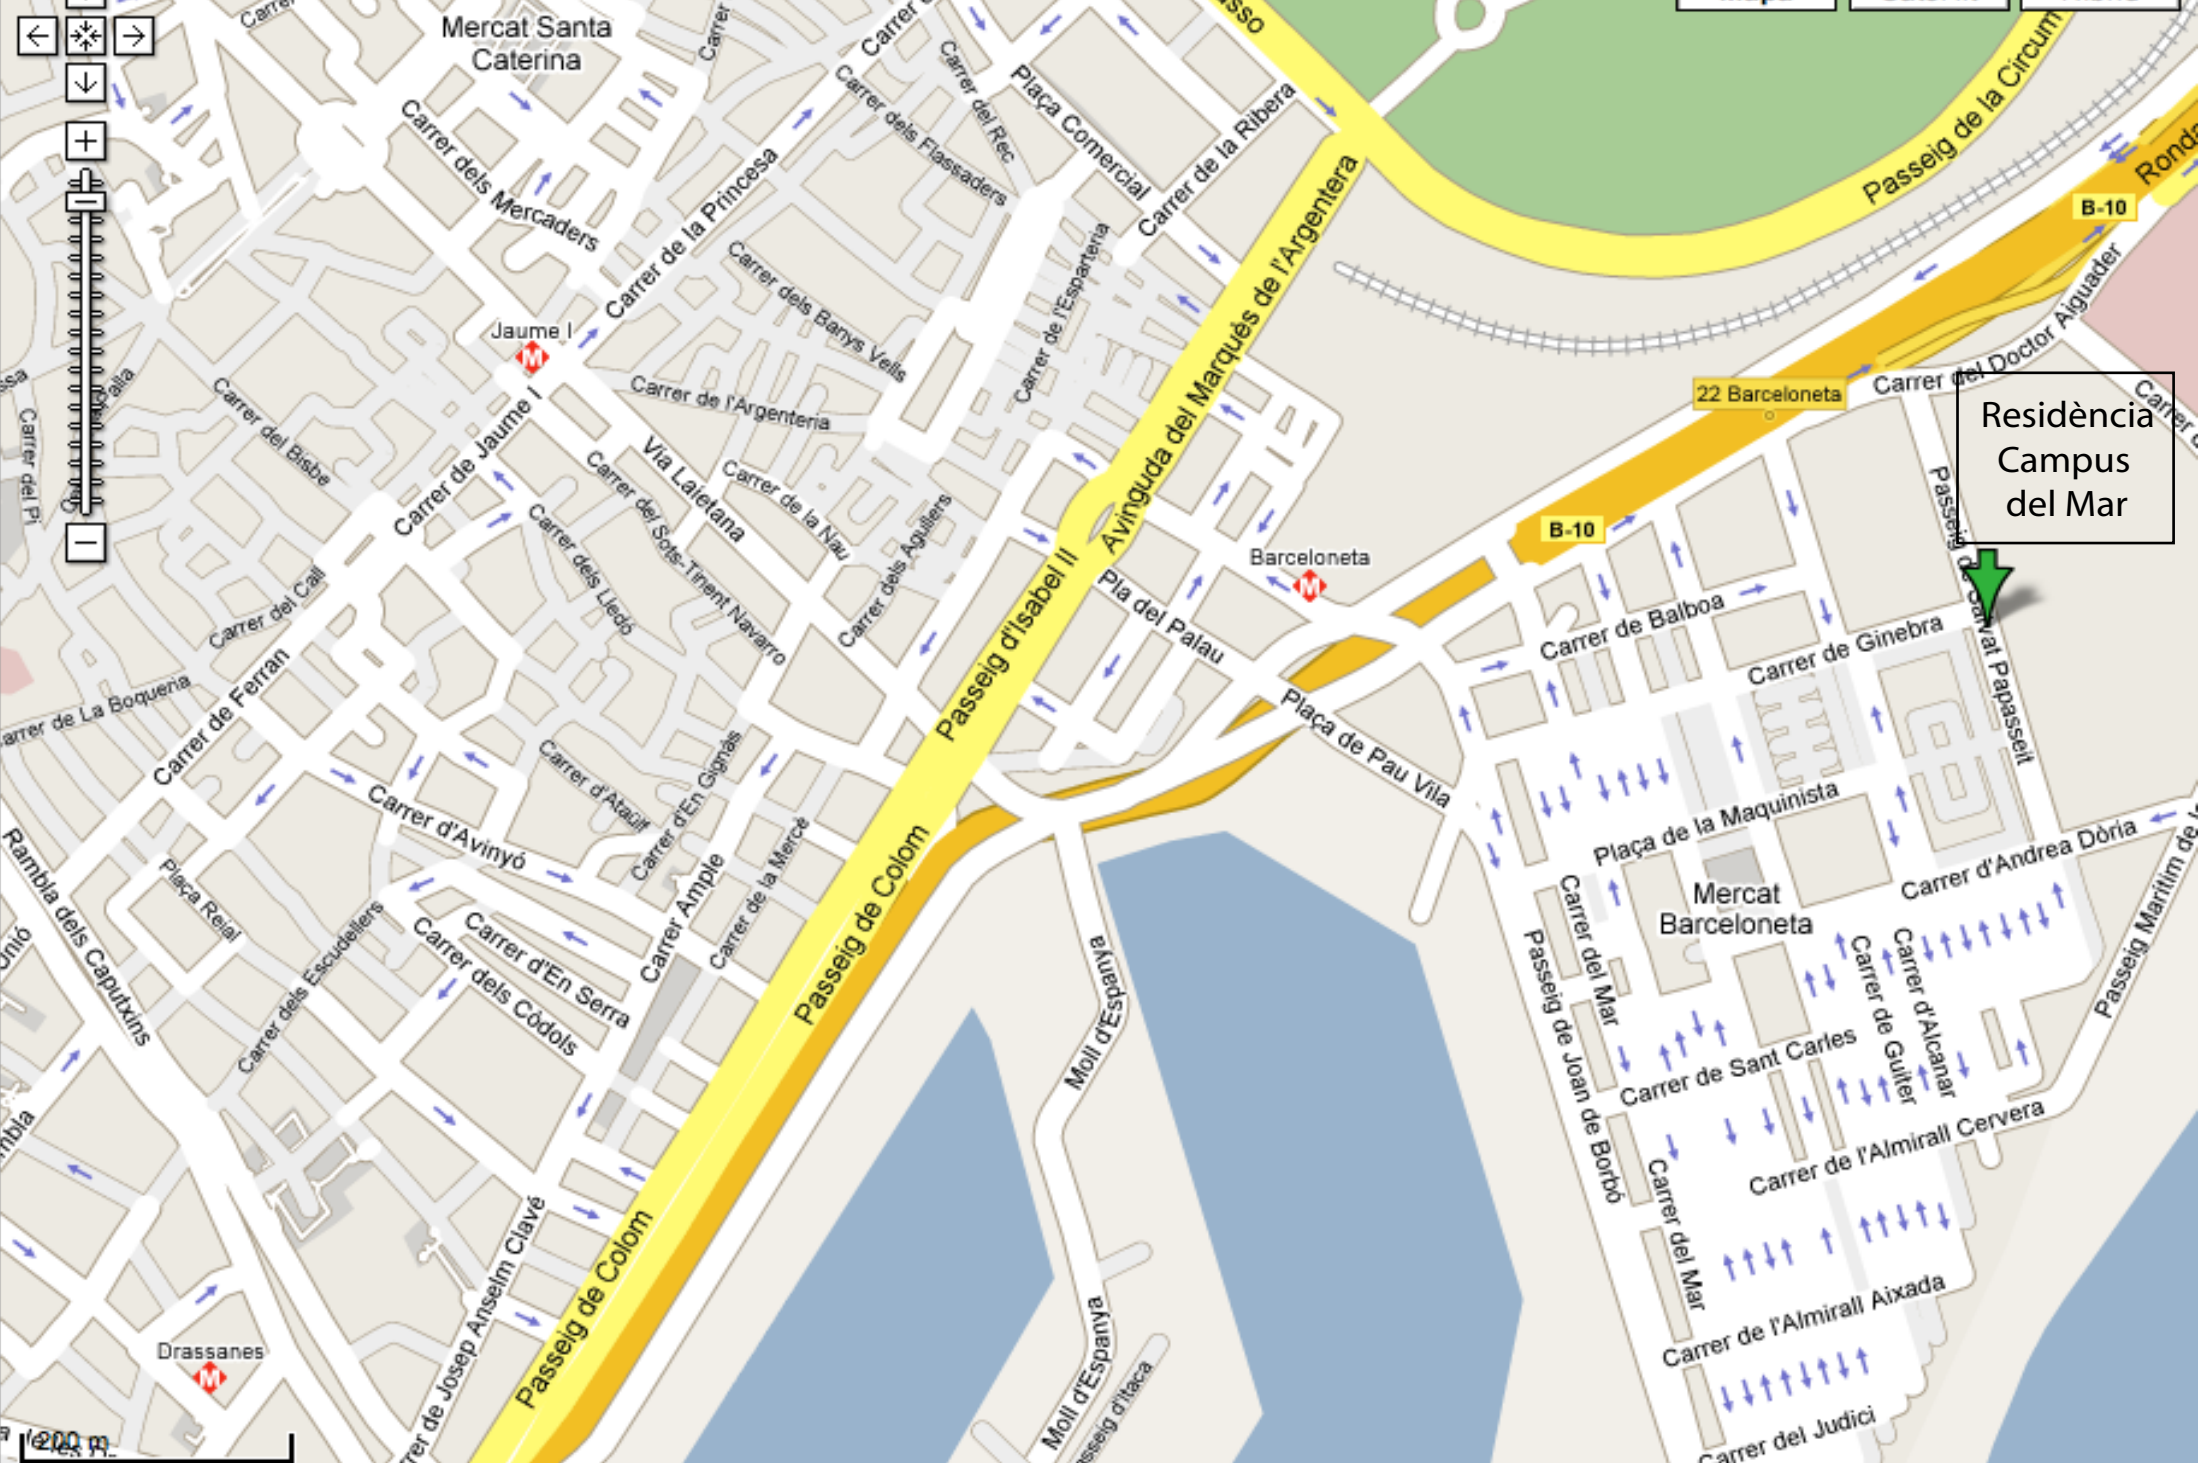 Mercat Santa
Caterina
Carrer dels Mercaders
Carrer de la Princesa
Carrer dels Flassaders
Carrer del Rec
Plaça Comercial
Carrer de la Ribera
Passeig de la Circum
B-10
Ronda
Avinguda del Marquès de l'Argentera
Carrer dels Banys Vells
Carrer de l'Esparteria
Jaume I
M
Carrer de l'Argenteria
Carrer de Jaume I
Carrer del Bisbe
Carrer del Pi
Via Laietana
Carrer de la Nau
Carrer del Sots-Tinent Navarro
Carrer dels Agullers
Carrer dels Lledó
Carrer del Call
Carrer de Ferran
22 Barceloneta
Carrer del Doctor Aiguader
Residència
Campus
del Mar
B-10
Barceloneta
M
Passeig d'Isabel II
Pla del Palau
Carrer de Balboa
Carrer de Ginebra
Passeig de Salvat Papasseit
Plaça de Pau Vila
Plaça de la Maquinista
Mercat
Barceloneta
Carrer d'Andrea Dòria
Passeig Marítim de
Carrer del Mar
Passeig de Joan de Borbó
Carrer de Sant Carles
Carrer de Guiter
Carrer d'Alcanar
Carrer de l'Almirall Cervera
Carrer del Mar
Carrer de l'Almirall Aixada
Carrer del Judici
Carrer d'Avinyó
Carrer d'Ataülf
Carrer d'En Gignàs
Carrer de la Mercè
Carrer Ample
Plaça Reial
Rambla dels Caputxins
Carrer dels Escudellers
Carrer d'En Serra
Carrer dels Còdols
Passeig de Colom
Moll d'Espanya
Passeig de Colom
Moll d'Espanya
Drassanes
M
200 m